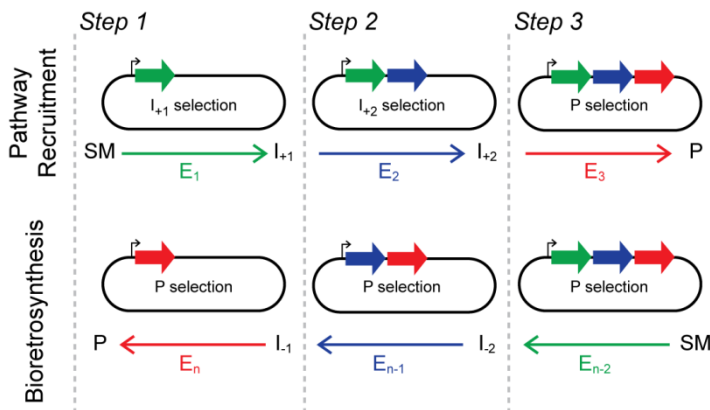 Step 1 Step 2 Step 3
Pathway
Recruitment
I+1 selection I+2 selection P selection
SM I+1 I+2 P
E1 E2 E3
Bioretrosynthesis
P selection P selection P selection
P I-1 I-2 SM
En En-1 En-2